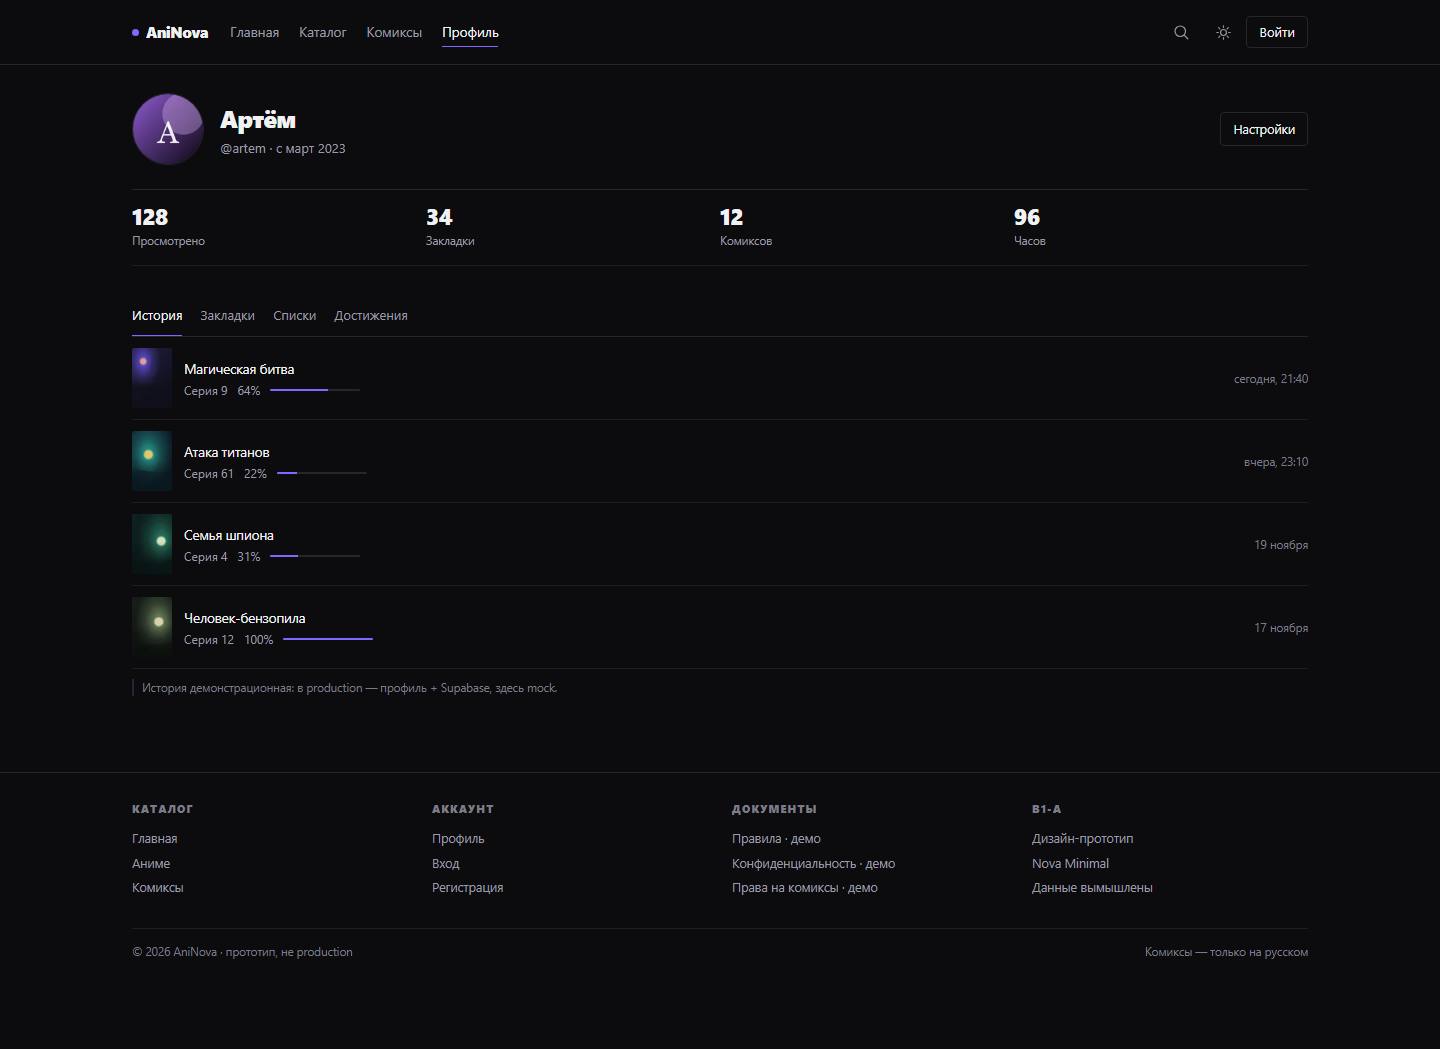 AniNova Главная Каталог Комиксы Профиль Войти
A
Артём
@artem · с март 2023
Настройки
128 34 12 96
Просмотрено Закладки Комиксов Часов
История Закладки Списки Достижения
Магическая битва
Серия 9 64%
сегодня, 21:40
Атака титанов
Серия 61 22%
вчера, 23:10
Семья шпиона
Серия 4 31%
19 ноября
Человек-бензопила
Серия 12 100%
17 ноября
История демонстрационная: в production — профиль + Supabase, здесь mock.
КАТАЛОГ
Главная
Аниме
Комиксы
АККАУНТ
Профиль
Вход
Регистрация
ДОКУМЕНТЫ
Правила · демо
Конфиденциальность · демо
Права на комиксы · демо
B1-A
Дизайн-прототип
Nova Minimal
Данные вымышлены
© 2026 AniNova · прототип, не production
Комиксы — только на русском